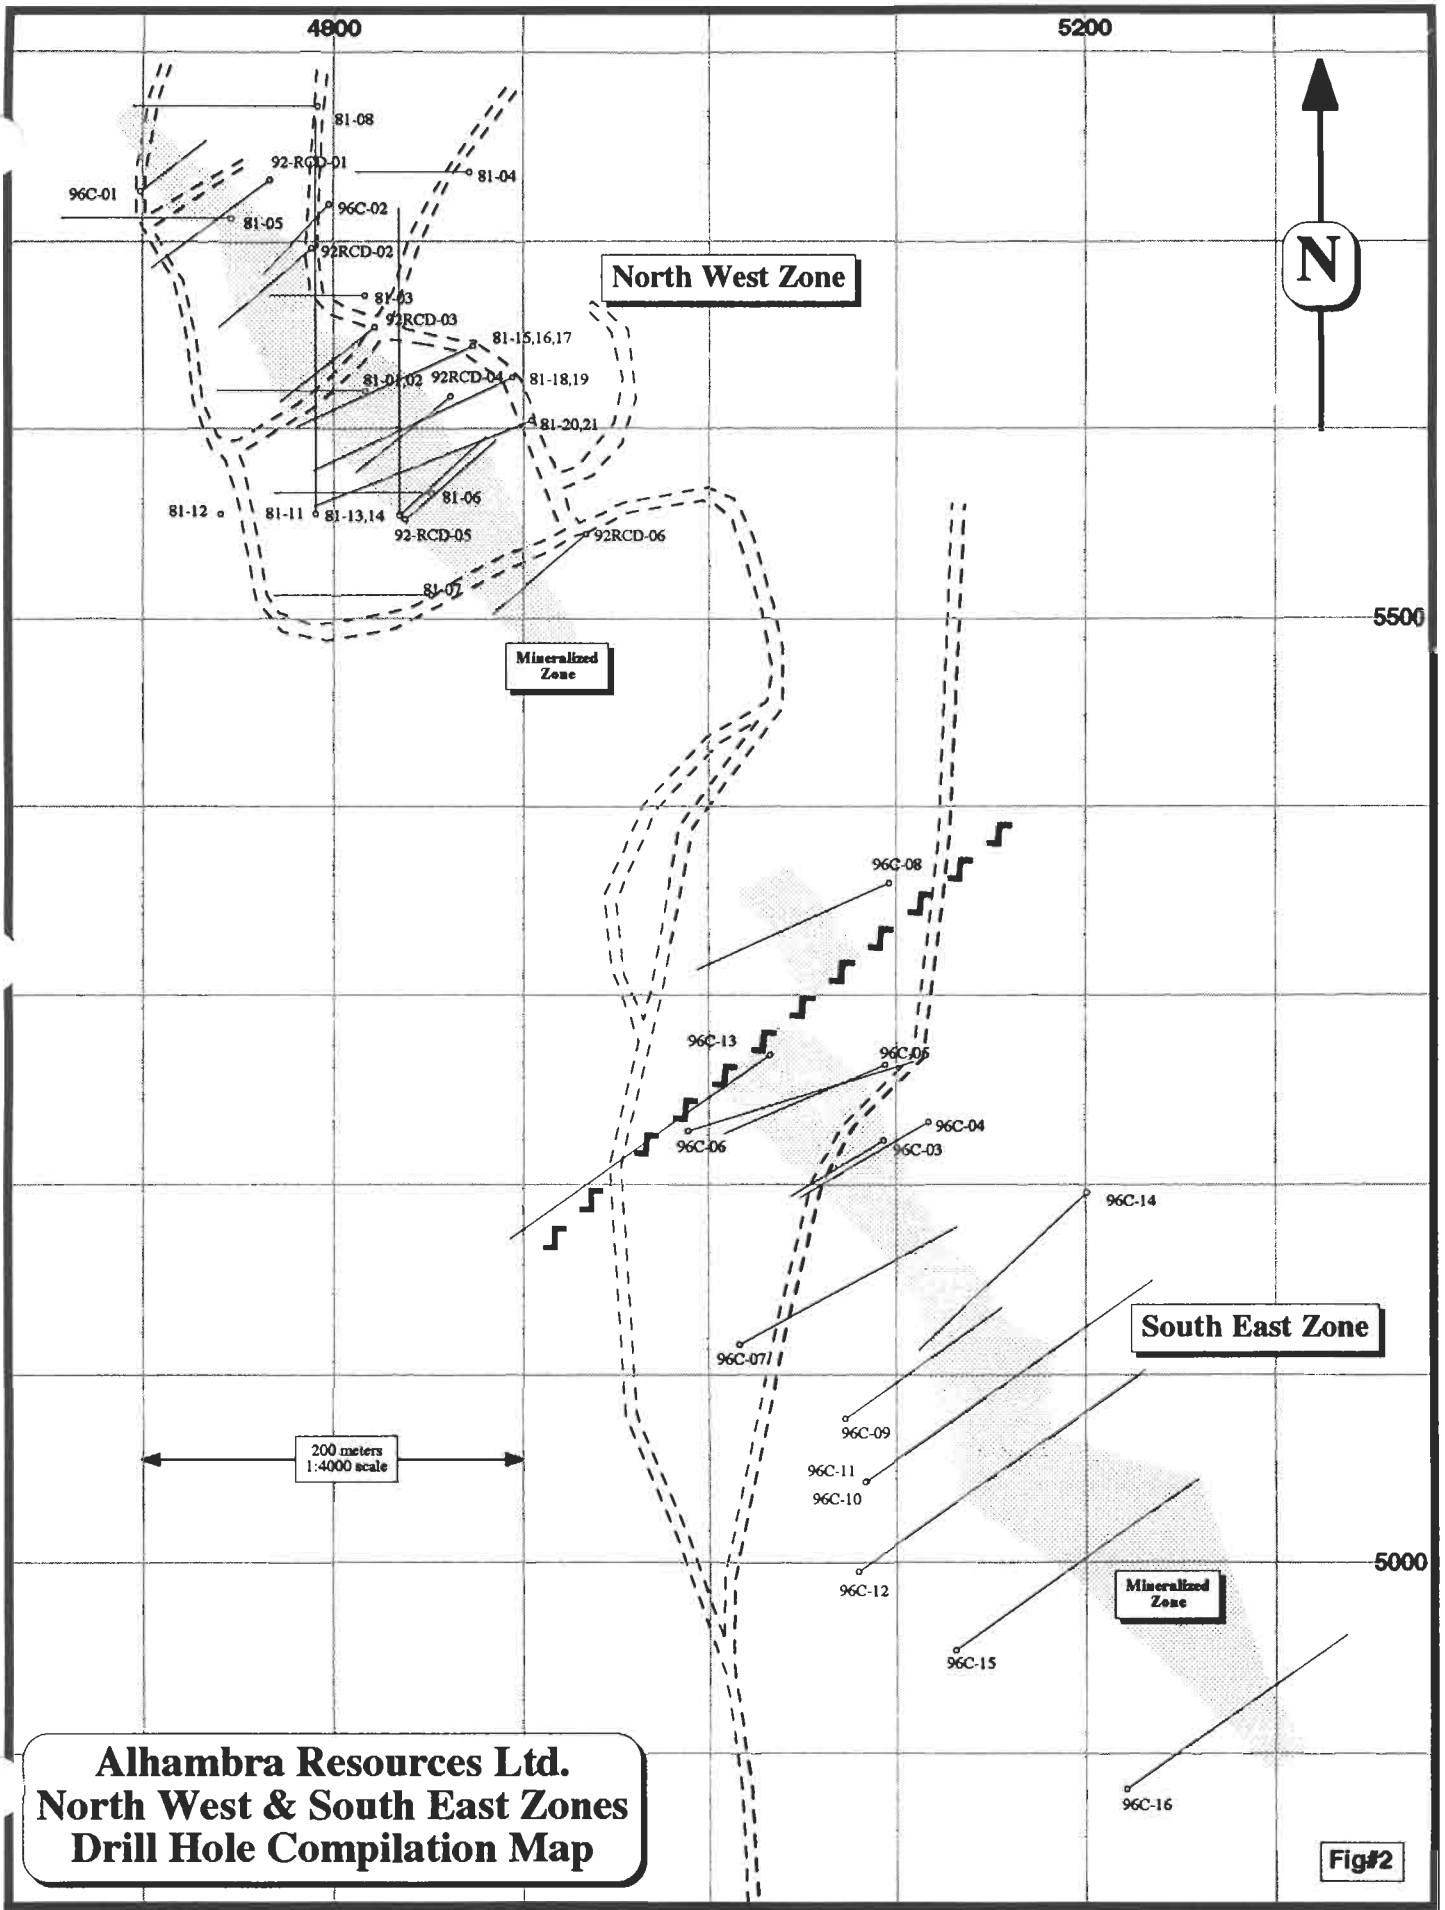 4800
5200
81-08
92-RCD-01
81-04
96C-01
96C-02
81-05
92RCD-02
N
North West Zone
81-03
92RCD-03
81-15,16,17
81-01,02
92RCD-04
81-18,19
81-20,21
81-06
81-12
81-11
81-13,14
92-RCD-05
92RCD-06
81-07
5500
Mineralized
Zone
96C-08
96C-13
96C-05
96C-04
96C-06
96C-03
96C-14
South East Zone
96C-07
96C-09
200 meters
1:4000 scale
96C-11
96C-10
5000
96C-12
Mineralized
Zone
96C-15
Alhambra Resources Ltd.
North West & South East Zones
Drill Hole Compilation Map
96C-16
Fig#2